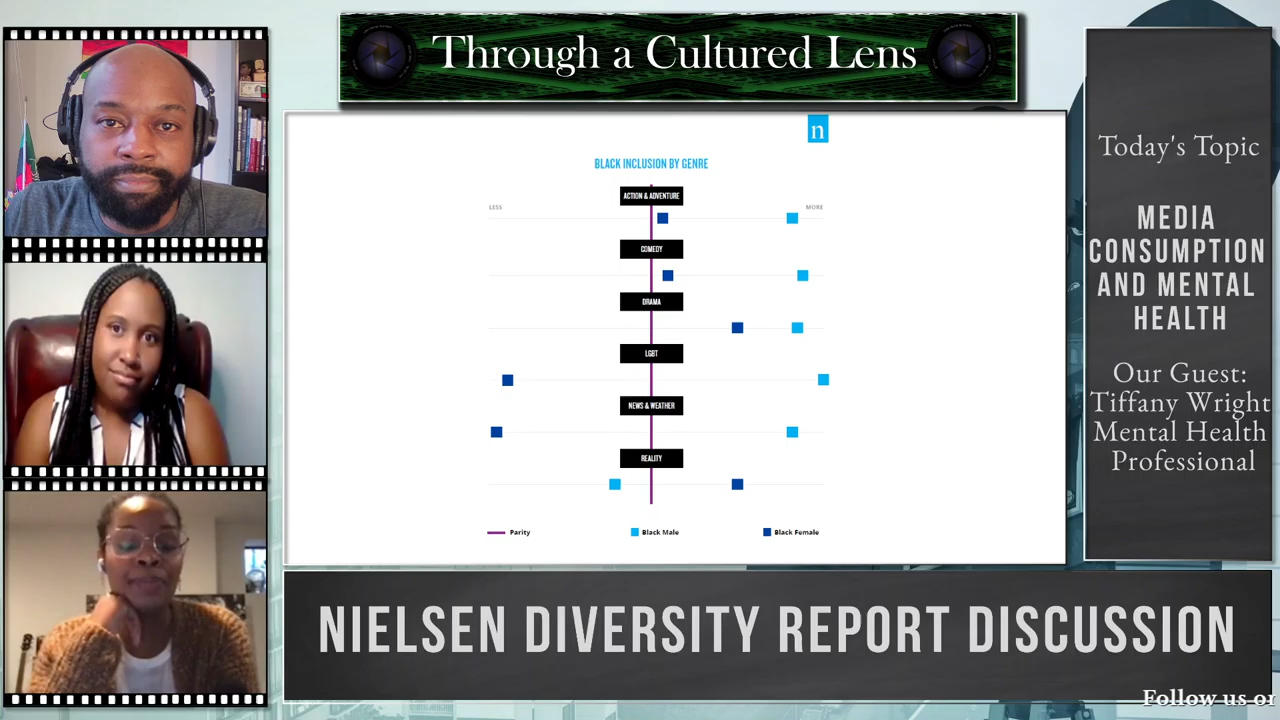 Through a Cultured Lens
n
BLACK INCLUSION BY GENRE
ACTION & ADVENTURE
LESS
MORE
COMEDY
DRAMA
LGBT
NEWS & WEATHER
REALITY
Parity
Black Male
Black Female
Today's Topic
MEDIA
CONSUMPTION
AND MENTAL
HEALTH
Our Guest:
Tiffany Wright
Mental Health
Professional
NIELSEN DIVERSITY REPORT DISCUSSION
Follow us or